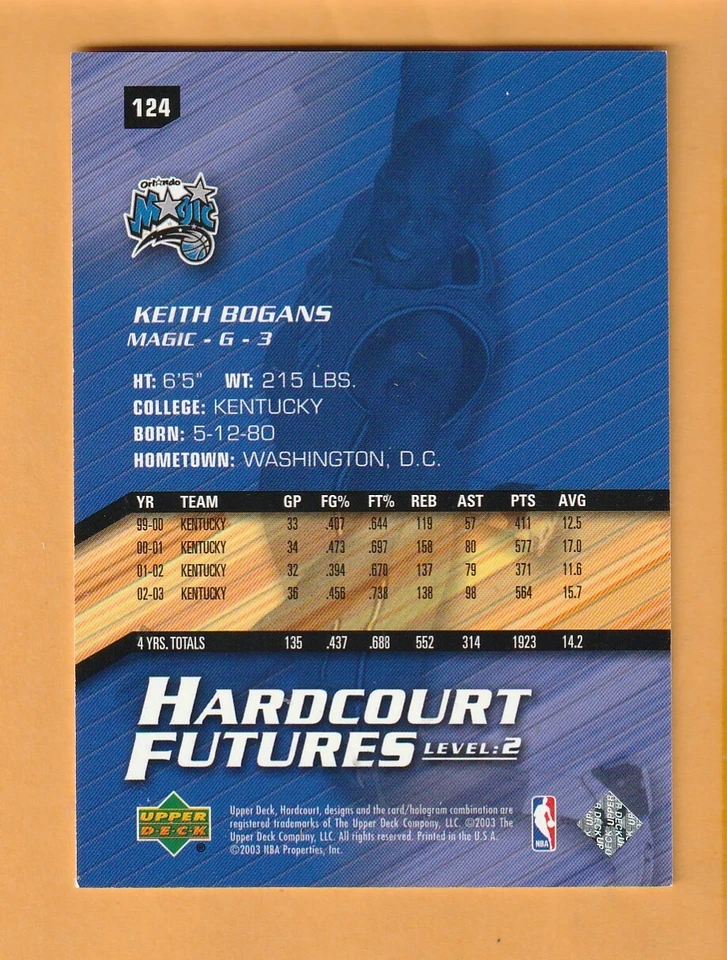 124
Orlando
Magic
KEITH BOGANS
MAGIC - G - 3
HT: 6'5" WT: 215 LBS.
COLLEGE: KENTUCKY
BORN: 5-12-80
HOMETOWN: WASHINGTON, D.C.
YR TEAM GP FG% FT% REB AST PTS AVG
99-00 KENTUCKY 33 .407 .644 119 57 411 12.5
00-01 KENTUCKY 34 .473 .697 158 80 577 17.0
01-02 KENTUCKY 32 .394 .670 137 79 371 11.6
02-03 KENTUCKY 36 .456 .738 138 98 564 15.7
4 YRS. TOTALS 135 .437 .688 552 314 1923 14.2
HARDCOURT
FUTURES LEVEL:2
UPPER
DECK
®
Upper Deck, Hardcourt, designs and the card/hologram combination are
registered trademarks of The Upper Deck Company, LLC. ©2003 The
Upper Deck Company, LLC. All rights reserved. Printed in the U.S.A.
©2003 NBA Properties, Inc.
NBA
DECK UPPER